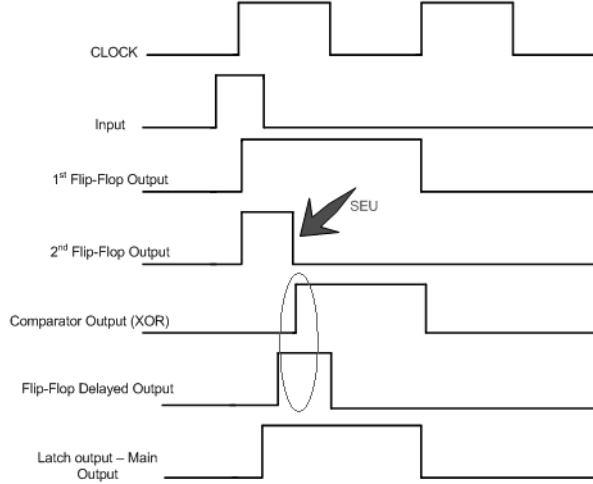 CLOCK
Input
1st Flip-Flop Output
SEU
2nd Flip-Flop Output
Comparator Output (XOR)
Flip-Flop Delayed Output
Latch output – Main
Output